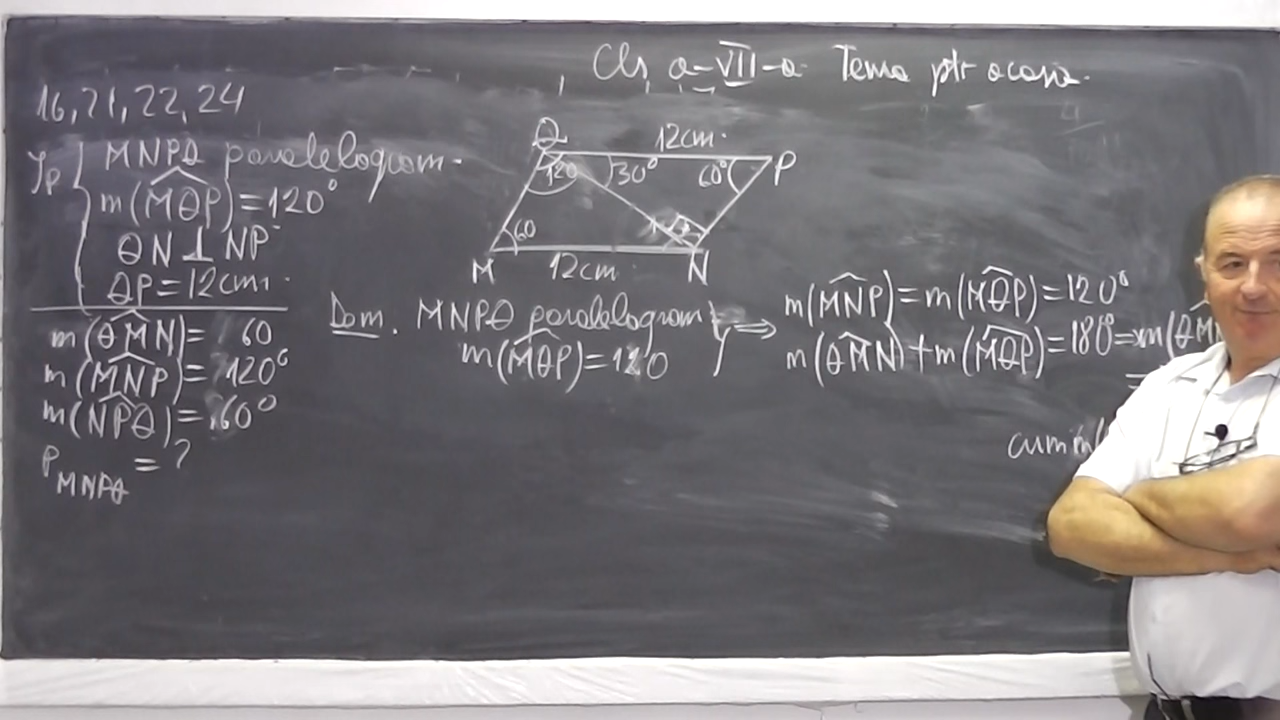 Cls a-VII-a Tema ptr acasa.
16, 21, 22, 24
MNPQ paralelogram.
m(MQP)=120°
QN⊥NP
QP=12cm.
m(QMN)= 60
m(MNP)= 120°
m(NPQ)= 60°
P MNPQ = ?
Q 12cm. P
120 30° 60°
60
M 12cm. N
Dem. MNPQ paralelogram } ⇒ m(MNP)=m(MQP)=120°
m(MQP)=120
m(QMN)+m(MQP)=180°⇒m(QM
=
cum m(